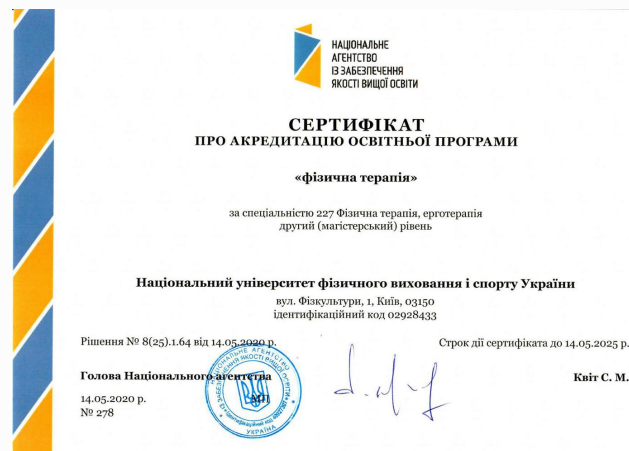 НАЦІОНАЛЬНЕ
АГЕНТСТВО
ІЗ ЗАБЕЗПЕЧЕННЯ
ЯКОСТІ ВИЩОЇ ОСВІТИ
СЕРТИФІКАТ
ПРО АКРЕДИТАЦІЮ ОСВІТНЬОЇ ПРОГРАМИ
«фізична терапія»
за спеціальністю 227 Фізична терапія, ерготерапія
другий (магістерський) рівень
Національний університет фізичного виховання і спорту України
вул. Фізкультури, 1, Київ, 03150
ідентифікаційний код 02928433
Рішення № 8(25).1.64 від 14.05.2020 р.
Строк дії сертифіката до 14.05.2025 р.
Голова Національного агентства
Квіт С. М.
14.05.2020 р.
МП
№ 278
УКРАЇНА